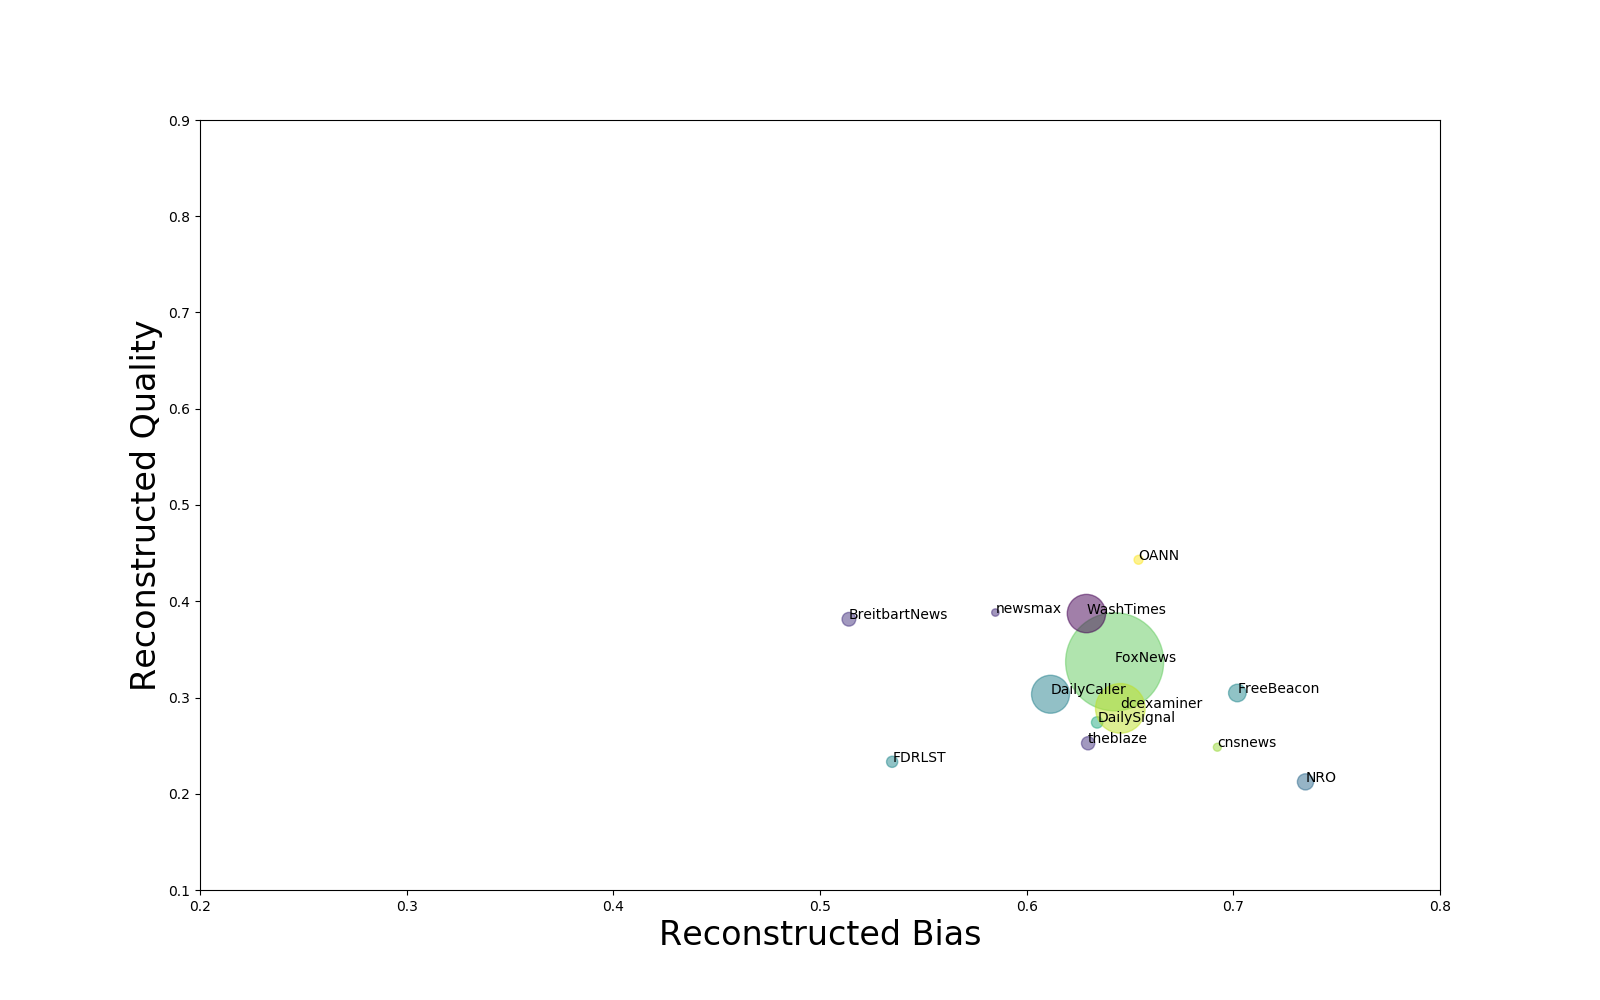 0.9
0.8
0.7
0.6
0.5
0.4
0.3
0.2
0.1
Reconstructed Quality
OANN
newsmax
WashTimes
BreitbartNews
FoxNews
FreeBeacon
DailyCaller
dcexaminer
DailySignal
theblaze
cnsnews
FDRLST
NRO
0.2 0.3 0.4 0.5 0.6 0.7 0.8
Reconstructed Bias